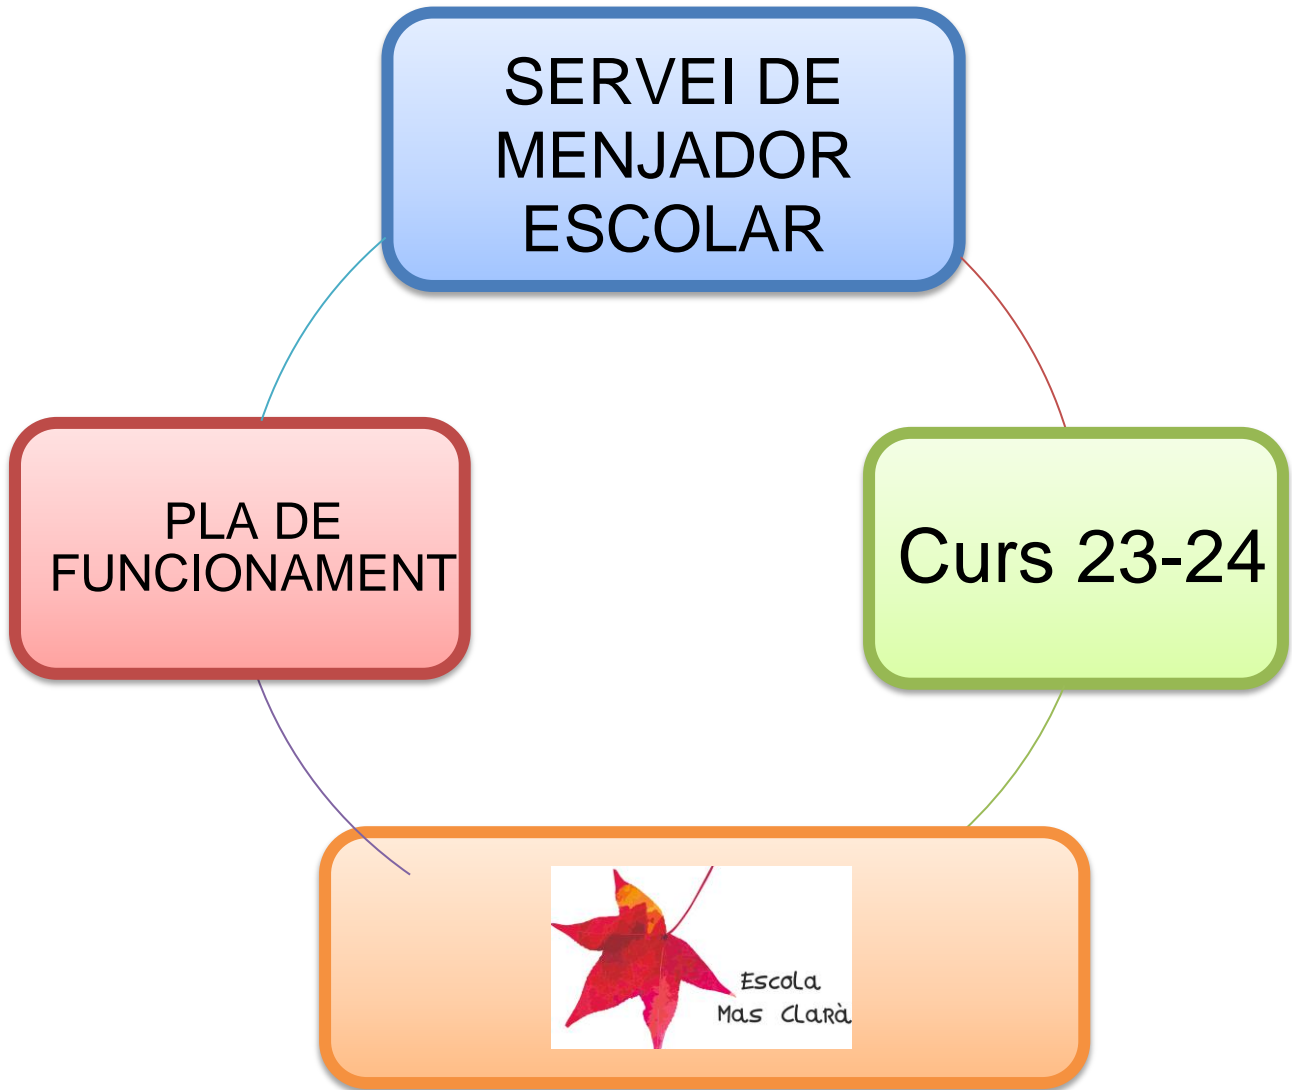 SERVEI DE
MENJADOR
ESCOLAR
PLA DE
FUNCIONAMENT
Curs 23-24
Escola
Mas Clarà